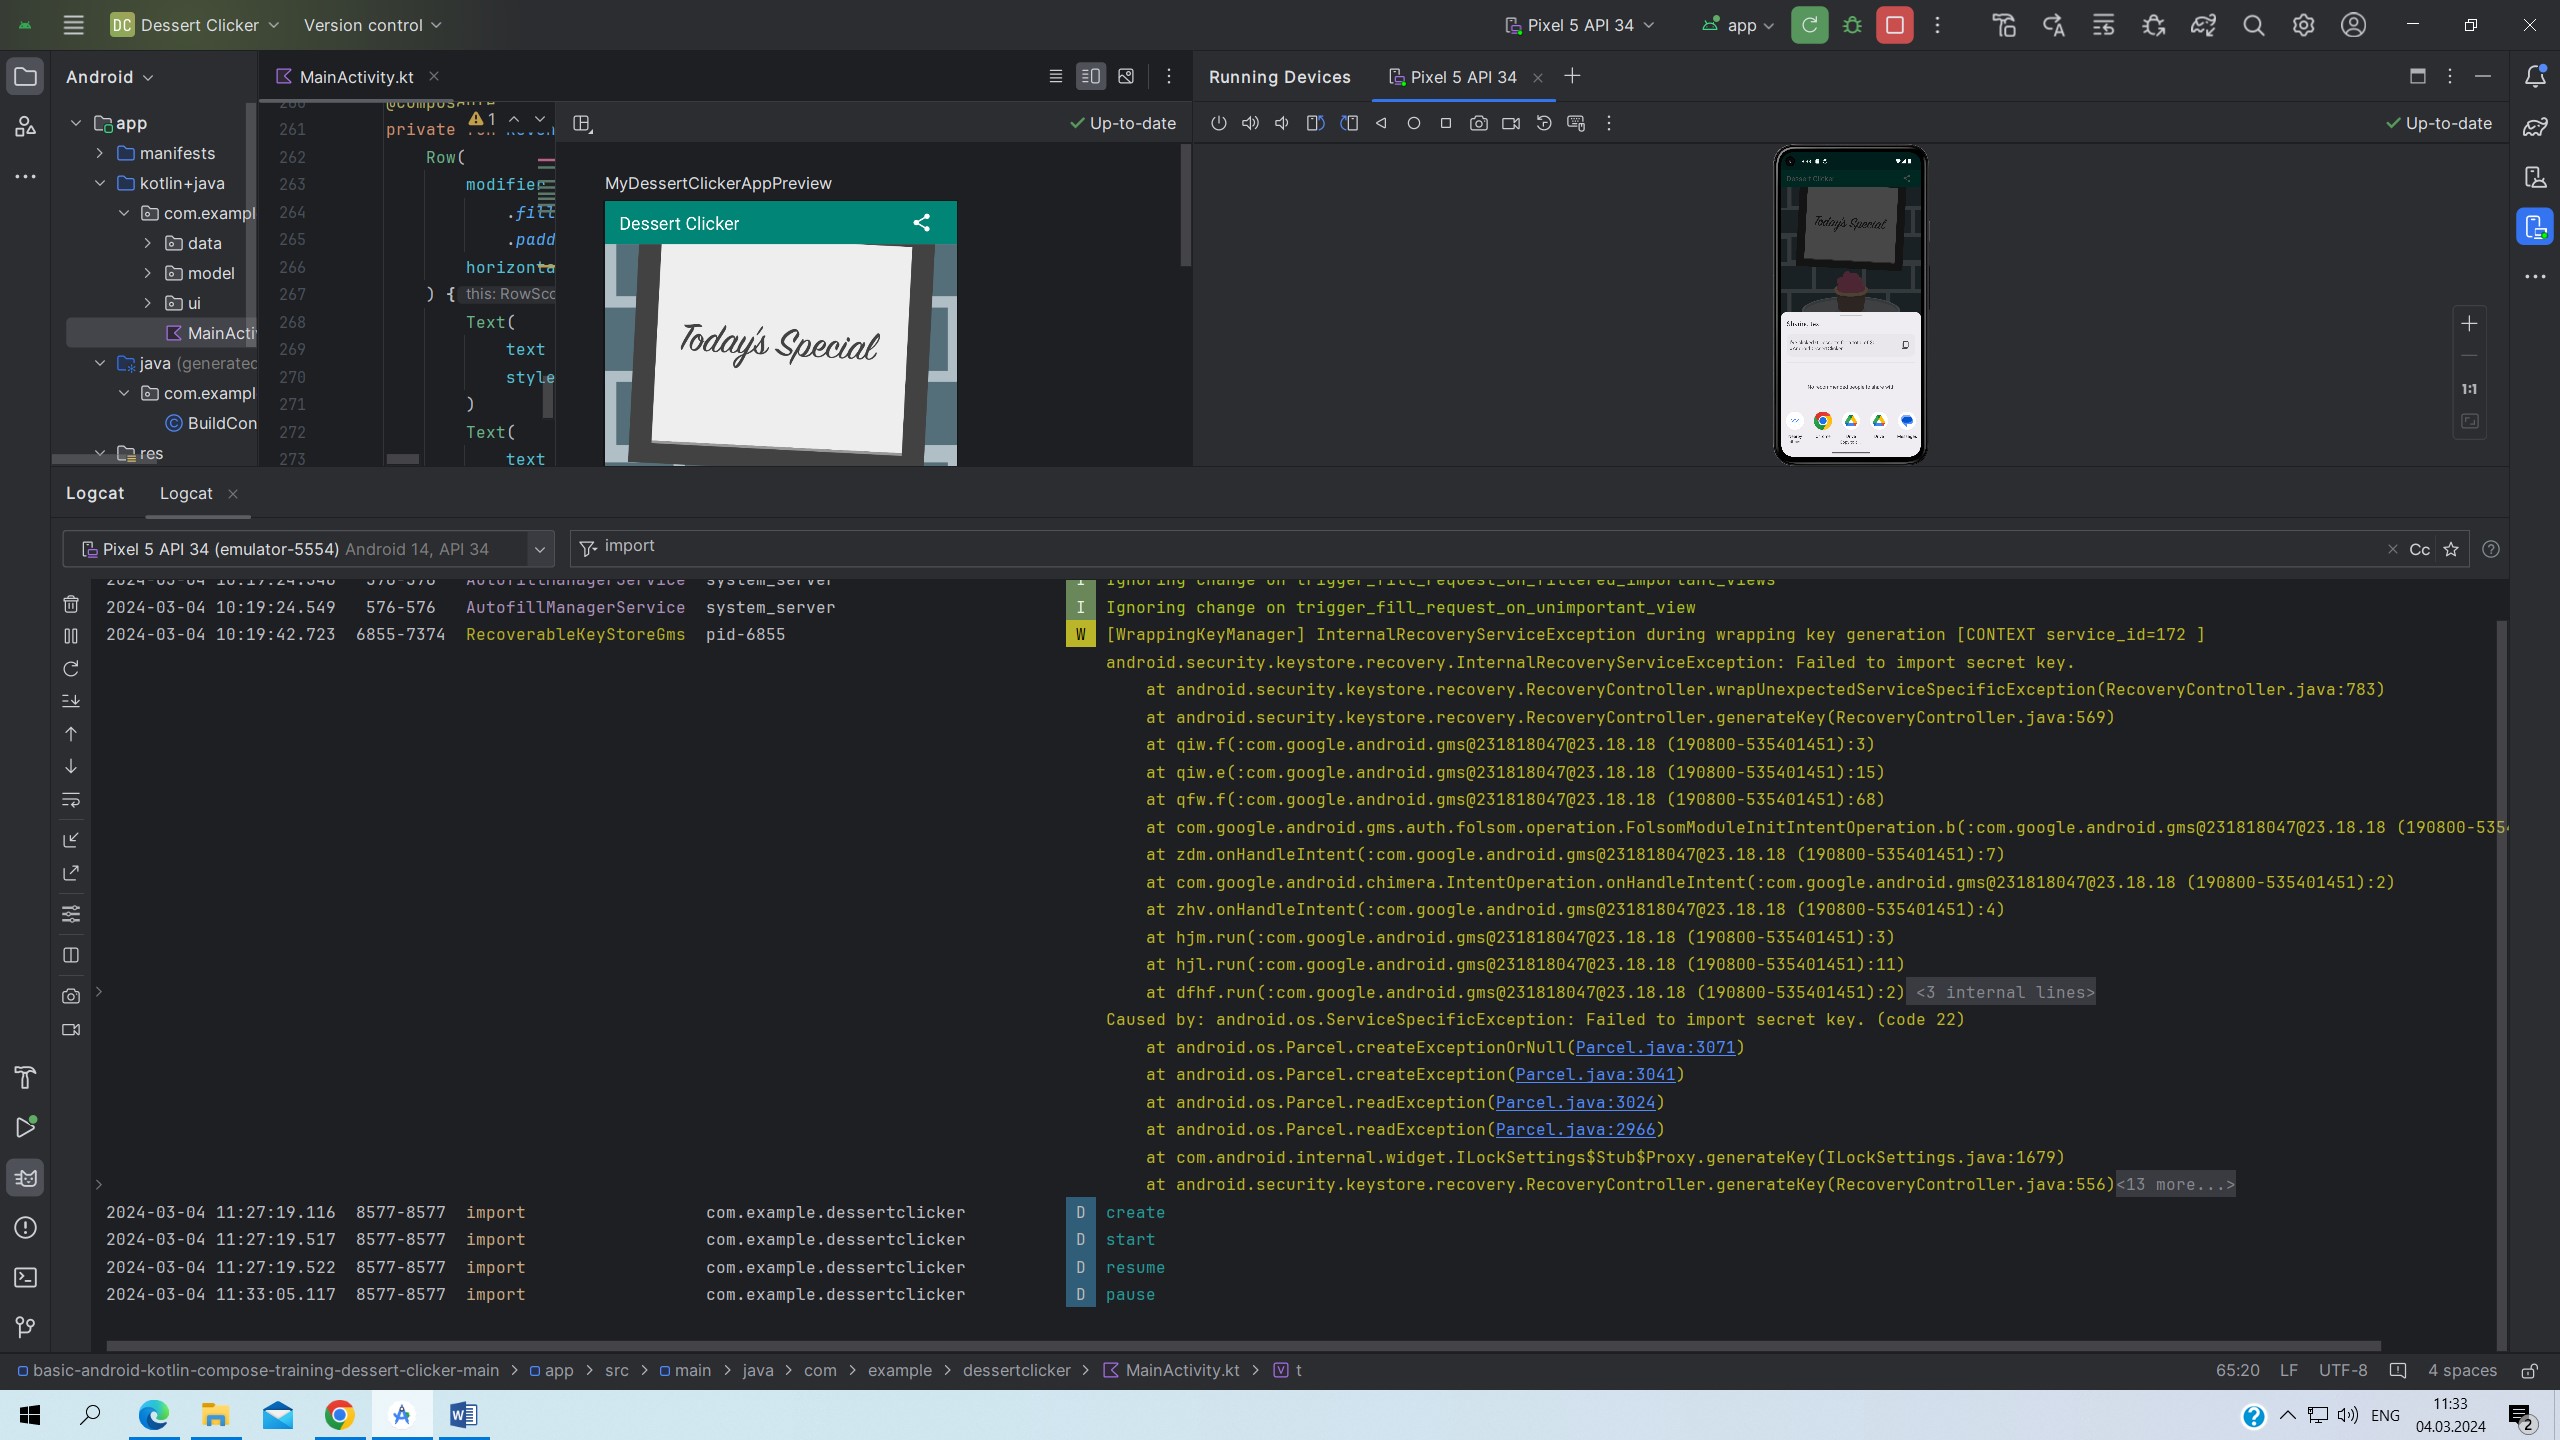 DC Dessert Clicker Version control Pixel 5 API 34 app
Android MainActivity.kt Running Devices Pixel 5 API 34
app 261 private 1 Up-to-date Up-to-date
manifests 262 Row(
kotlin+java 263 modifier MyDessertClickerAppPreview
com.exampl 264 .fill
data 265 .padd Dessert Clicker
model 266 horizonta
ui 267 ) { this: RowSco
MainActi 268 Text(
java (generated 269 text Today's Special
com.exampl 270 style
BuildCon 271 )
272 Text(
res 273 text
Dessert Clicker
Today's Special
No recommended people to share with
Drive
Messages
1:1
Logcat Logcat
Pixel 5 API 34 (emulator-5554) Android 14, API 34 import Cc
Ignoring change on trigger_fill_request_on_filtered_important_views
2024-03-04 10:19:24.549 576-576 AutofillManagerService system_server I Ignoring change on trigger_fill_request_on_unimportant_view
2024-03-04 10:19:42.723 6855-7374 RecoverableKeyStoreGms pid-6855 W [WrappingKeyManager] InternalRecoveryServiceException during wrapping key generation [CONTEXT service_id=172 ]
android.security.keystore.recovery.InternalRecoveryServiceException: Failed to import secret key.
at android.security.keystore.recovery.RecoveryController.wrapUnexpectedServiceSpecificException(RecoveryController.java:783)
at android.security.keystore.recovery.RecoveryController.generateKey(RecoveryController.java:569)
at qiw.f(:com.google.android.gms@231818047@23.18.18 (190800-535401451):3)
at qiw.e(:com.google.android.gms@231818047@23.18.18 (190800-535401451):15)
at qfw.f(:com.google.android.gms@231818047@23.18.18 (190800-535401451):68)
at com.google.android.gms.auth.folsom.operation.FolsomModuleInitIntentOperation.b(:com.google.android.gms@231818047@23.18.18 (190800-535
at zdm.onHandleIntent(:com.google.android.gms@231818047@23.18.18 (190800-535401451):7)
at com.google.android.chimera.IntentOperation.onHandleIntent(:com.google.android.gms@231818047@23.18.18 (190800-535401451):2)
at zhv.onHandleIntent(:com.google.android.gms@231818047@23.18.18 (190800-535401451):4)
at hjm.run(:com.google.android.gms@231818047@23.18.18 (190800-535401451):3)
at hjl.run(:com.google.android.gms@231818047@23.18.18 (190800-535401451):11)
at dfhf.run(:com.google.android.gms@231818047@23.18.18 (190800-535401451):2) <3 internal lines>
Caused by: android.os.ServiceSpecificException: Failed to import secret key. (code 22)
at android.os.Parcel.createExceptionOrNull(Parcel.java:3071)
at android.os.Parcel.createException(Parcel.java:3041)
at android.os.Parcel.readException(Parcel.java:3024)
at android.os.Parcel.readException(Parcel.java:2966)
at com.android.internal.widget.ILockSettings$Stub$Proxy.generateKey(ILockSettings.java:1679)
at android.security.keystore.recovery.RecoveryController.generateKey(RecoveryController.java:556)<13 more...>
2024-03-04 11:27:19.116 8577-8577 import com.example.dessertclicker D create
2024-03-04 11:27:19.517 8577-8577 import com.example.dessertclicker D start
2024-03-04 11:27:19.522 8577-8577 import com.example.dessertclicker D resume
2024-03-04 11:33:05.117 8577-8577 import com.example.dessertclicker D pause
basic-android-kotlin-compose-training-dessert-clicker-main > app > src > main > java > com > example > dessertclicker > MainActivity.kt > t 65:20 LF UTF-8 4 spaces
ENG 11:33
04.03.2024 2